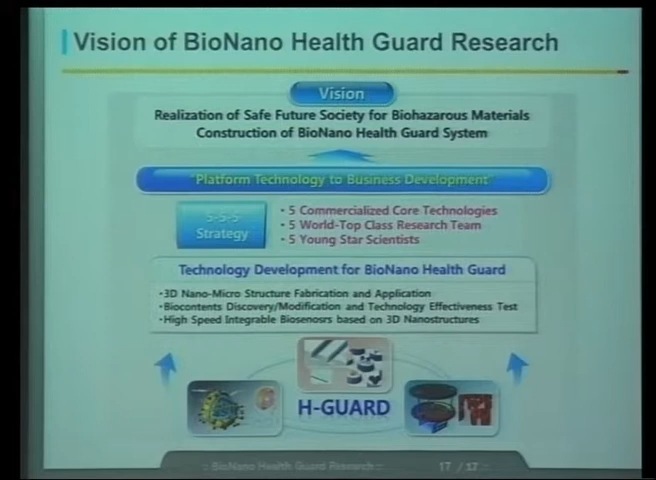 Vision of BioNano Health Guard Research
Vision
Realization of Safe Future Society for Biohazarous Materials
Construction of BioNano Health Guard System
"Platform Technology to Business Development"
5-5-5
Strategy
• 5 Commercialized Core Technologies
• 5 World-Top Class Research Team
• 5 Young Star Scientists
Technology Development for BioNano Health Guard
•3D Nano-Micro Structure Fabrication and Application
•Biocontents Discovery/Modification and Technology Effectiveness Test
•High Speed Integrable Biosenosrs based on 3D Nanostructures
H-GUARD
:: BioNano Health Guard Research::
17 / 17 ::